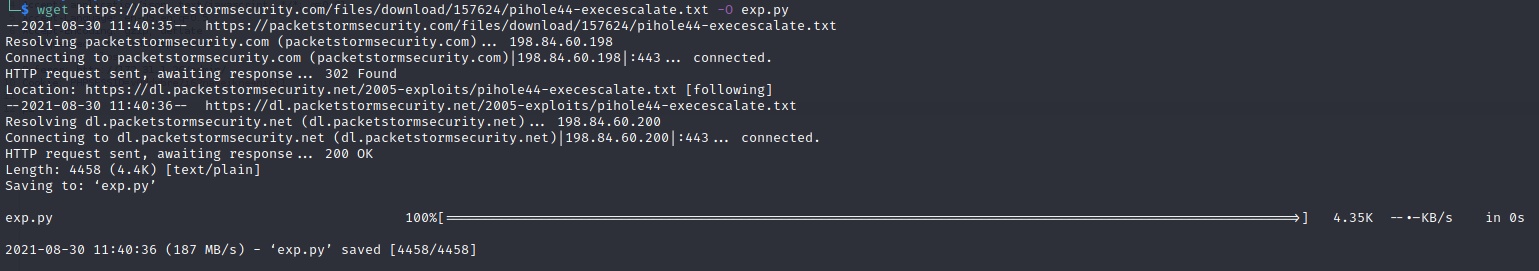 └─$ wget https://packetstormsecurity.com/files/download/157624/pihole44-execescalate.txt -O exp.py
--2021-08-30 11:40:35--  https://packetstormsecurity.com/files/download/157624/pihole44-execescalate.txt
Resolving packetstormsecurity.com (packetstormsecurity.com)... 198.84.60.198
Connecting to packetstormsecurity.com (packetstormsecurity.com)|198.84.60.198|:443... connected.
HTTP request sent, awaiting response... 302 Found
Location: https://dl.packetstormsecurity.net/2005-exploits/pihole44-execescalate.txt [following]
--2021-08-30 11:40:36--  https://dl.packetstormsecurity.net/2005-exploits/pihole44-execescalate.txt
Resolving dl.packetstormsecurity.net (dl.packetstormsecurity.net)... 198.84.60.200
Connecting to dl.packetstormsecurity.net (dl.packetstormsecurity.net)|198.84.60.200|:443... connected.
HTTP request sent, awaiting response... 200 OK
Length: 4458 (4.4K) [text/plain]
Saving to: ‘exp.py’
exp.py 100%[===================================================>] 4.35K --.-KB/s in 0s
2021-08-30 11:40:36 (187 MB/s) - ‘exp.py’ saved [4458/4458]